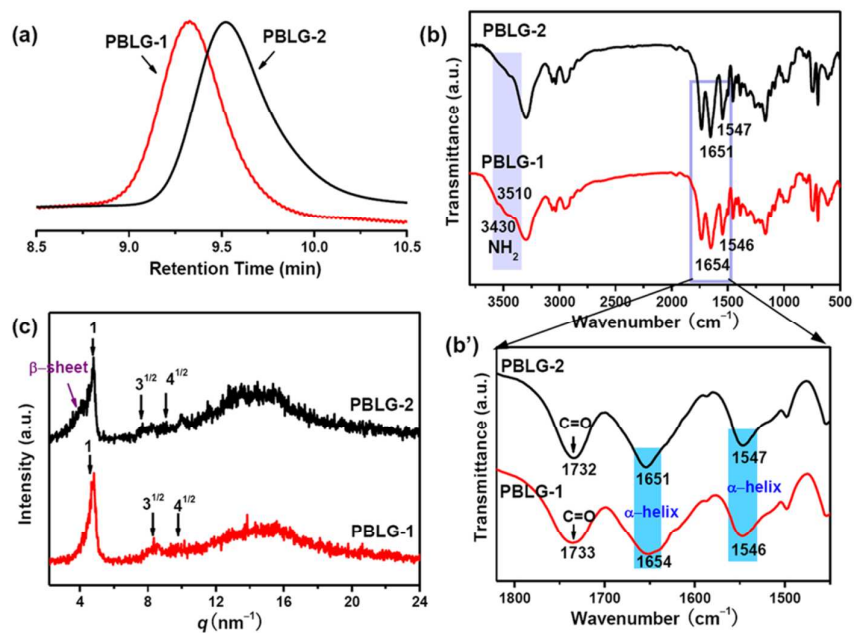 (a)
PBLG-1
PBLG-2
8.5 9.0 9.5 10.0 10.5
Retention Time (min)
(b)
PBLG-2
1547
1651
PBLG-1
3510
3430
NH2
1546
1654
Transmittance (a.u.)
3500 3000 2500 2000 1500 1000 500
Wavenumber (cm−1)
(c)
1
β−sheet
3^1/2
4^1/2
PBLG-2
1
3^1/2
4^1/2
PBLG-1
Intensity (a.u.)
4 8 12 16 20 24
q (nm−1)
(b')
PBLG-2
C=O
1732
1651
1547
PBLG-1
C=O
α−helix
α−helix
1733
1654
1546
Transmittance (a.u.)
1800 1700 1600 1500
Wavenumber (cm−1)